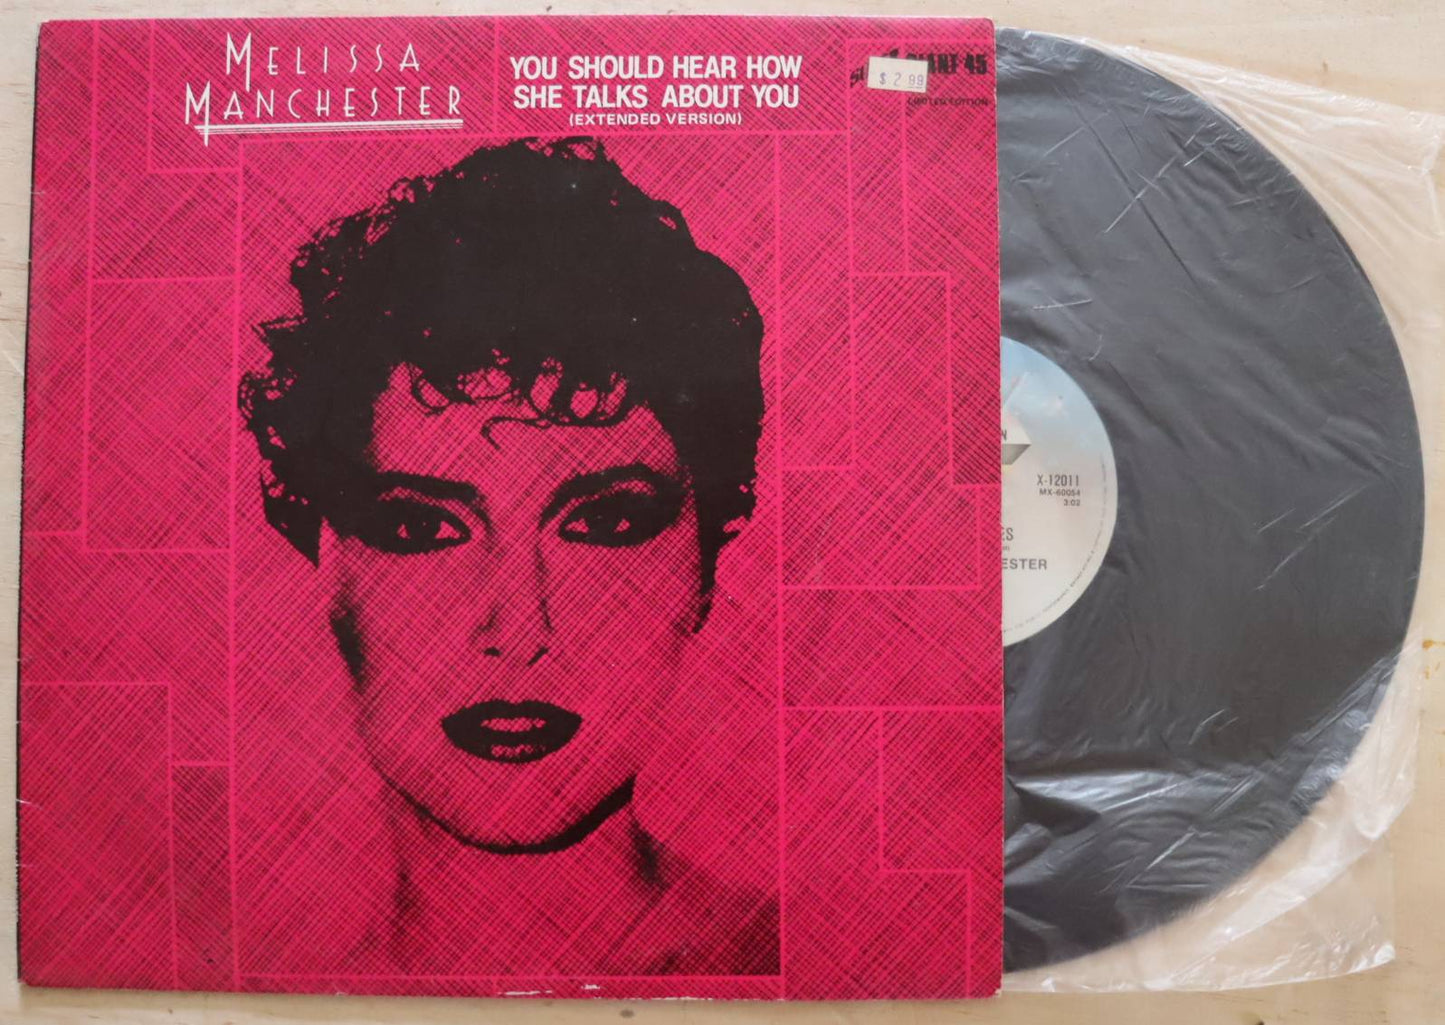 MELISSA
MANCHESTER
YOU SHOULD HEAR HOW
SHE TALKS ABOUT YOU
(EXTENDED VERSION)
GIANT 45
$ 2.99
LIMITED EDITION
X-12011
MX-60054
3:02
ESTER